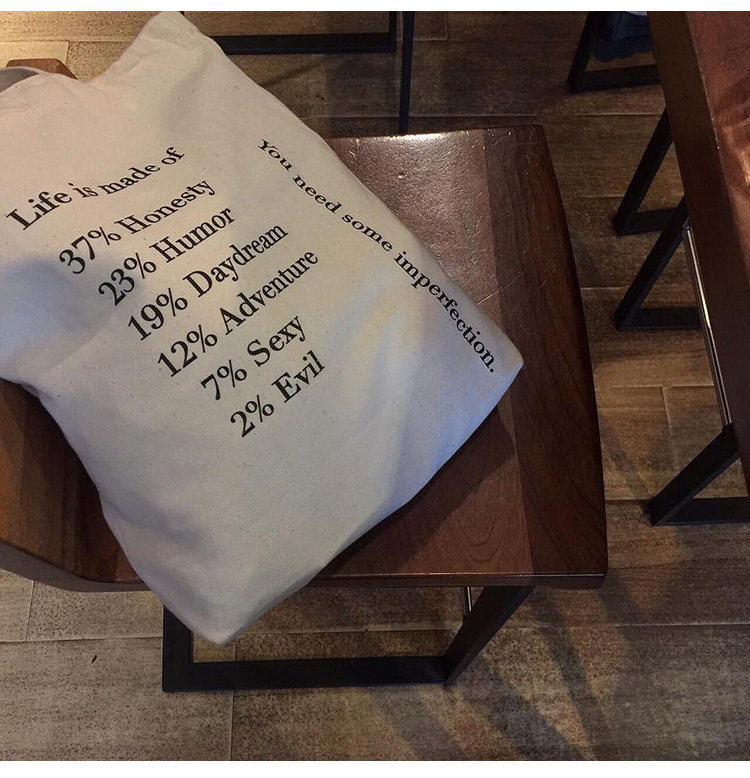 Life is made of
37% Honesty
23% Humor
19% Daydream
12% Adventure
7% Sexy
2% Evil
You need some imperfection.